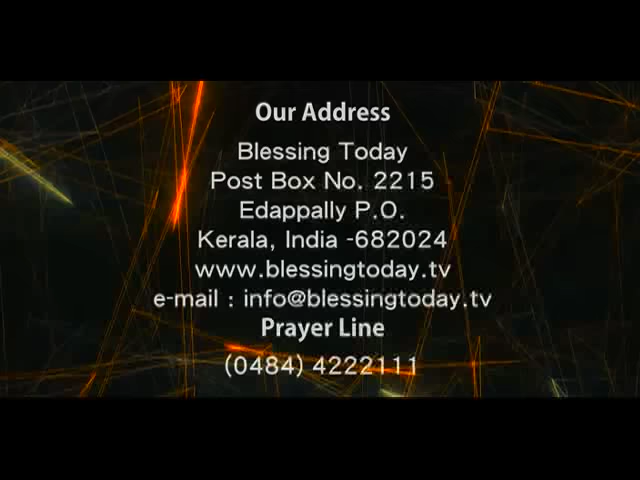 Our Address
Blessing Today
Post Box No. 2215
Edappally P.O.
Kerala, India -682024
www.blessingtoday.tv
e-mail : info@blessingtoday.tv
Prayer Line
(0484) 4222111